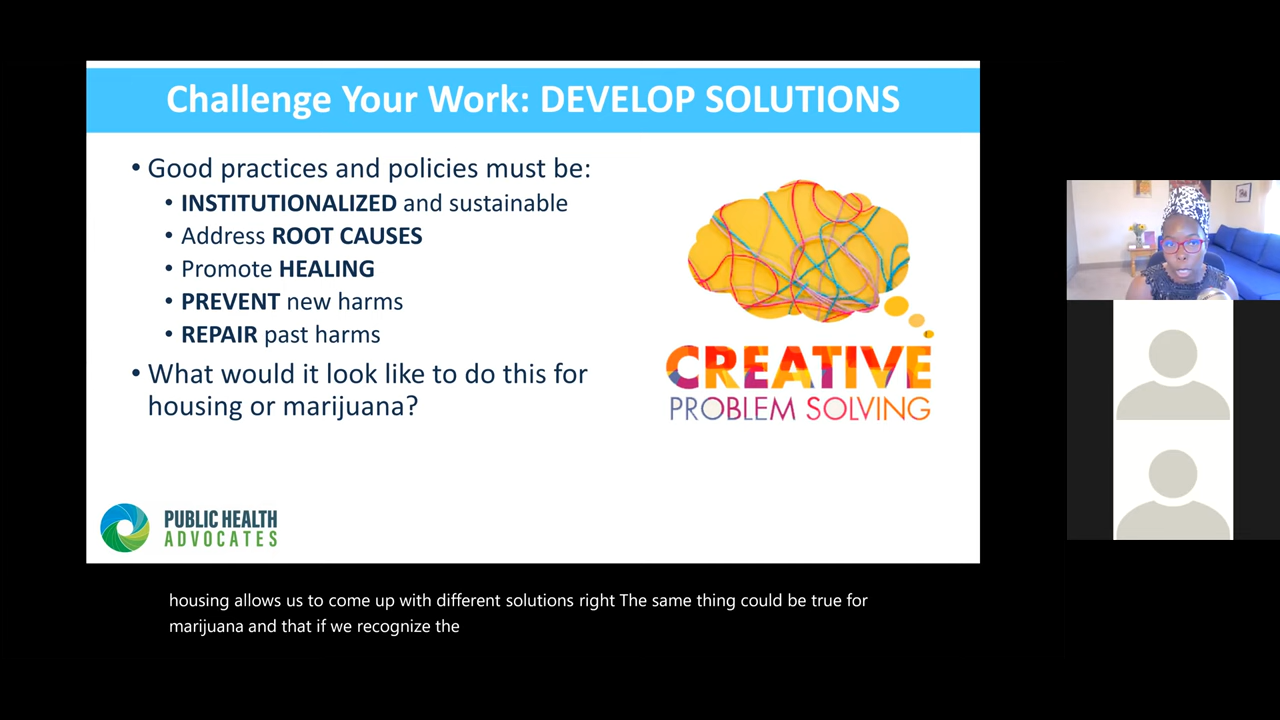 Challenge Your Work: DEVELOP SOLUTIONS
• Good practices and policies must be:
• INSTITUTIONALIZED and sustainable
• Address ROOT CAUSES
• Promote HEALING
• PREVENT new harms
• REPAIR past harms
• What would it look like to do this for
housing or marijuana?
CREATIVE
PROBLEM SOLVING
PUBLIC HEALTH
ADVOCATES
housing allows us to come up with different solutions right The same thing could be true for
marijuana and that if we recognize the